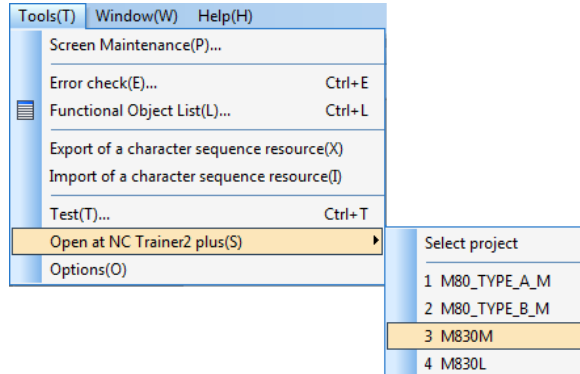 Tools(T) Window(W) Help(H)
Screen Maintenance(P)...
Error check(E)... Ctrl+E
Functional Object List(L)... Ctrl+L
Export of a character sequence resource(X)
Import of a character sequence resource(I)
Test(T)... Ctrl+T
Open at NC Trainer2 plus(S)
Options(O)
Select project
1 M80_TYPE_A_M
2 M80_TYPE_B_M
3 M830M
4 M830L